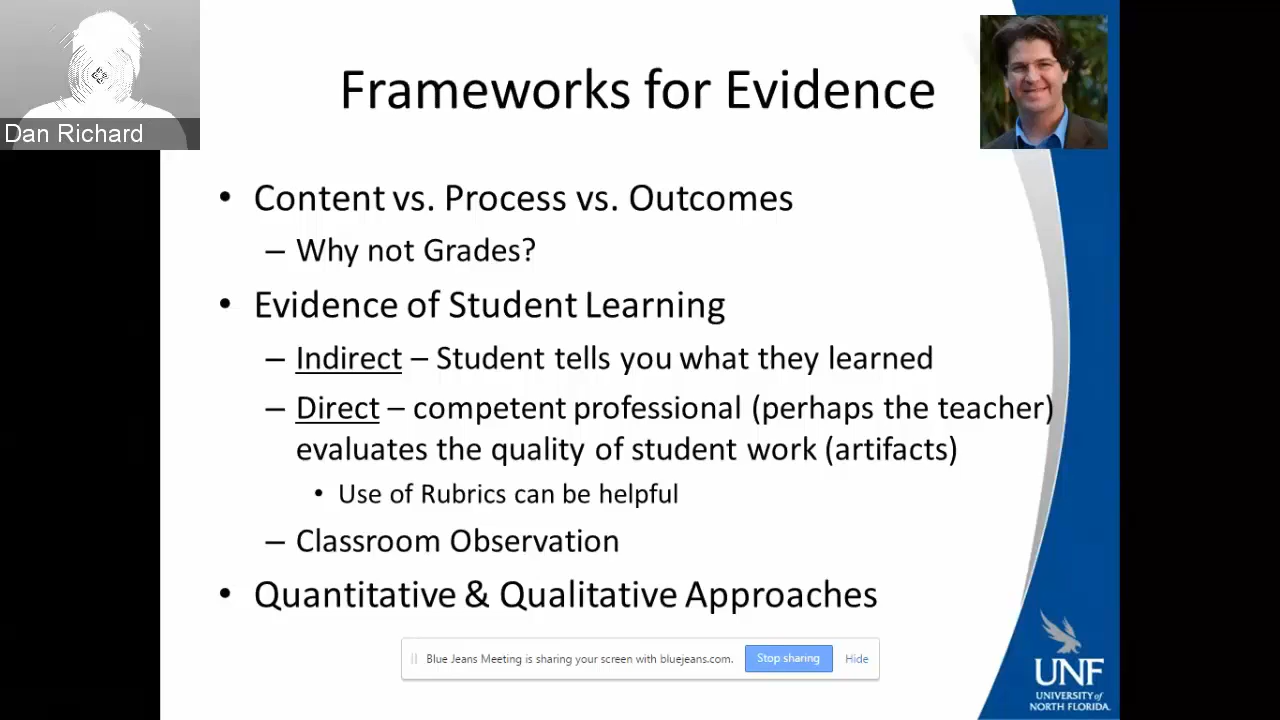 Dan Richard
Frameworks for Evidence
• Content vs. Process vs. Outcomes
– Why not Grades?
• Evidence of Student Learning
– Indirect – Student tells you what they learned
– Direct – competent professional (perhaps the teacher)
evaluates the quality of student work (artifacts)
• Use of Rubrics can be helpful
– Classroom Observation
• Quantitative & Qualitative Approaches
Blue Jeans Meeting is sharing your screen with bluejeans.com. Stop sharing Hide
UNF
UNIVERSITY of
NORTH FLORIDA.